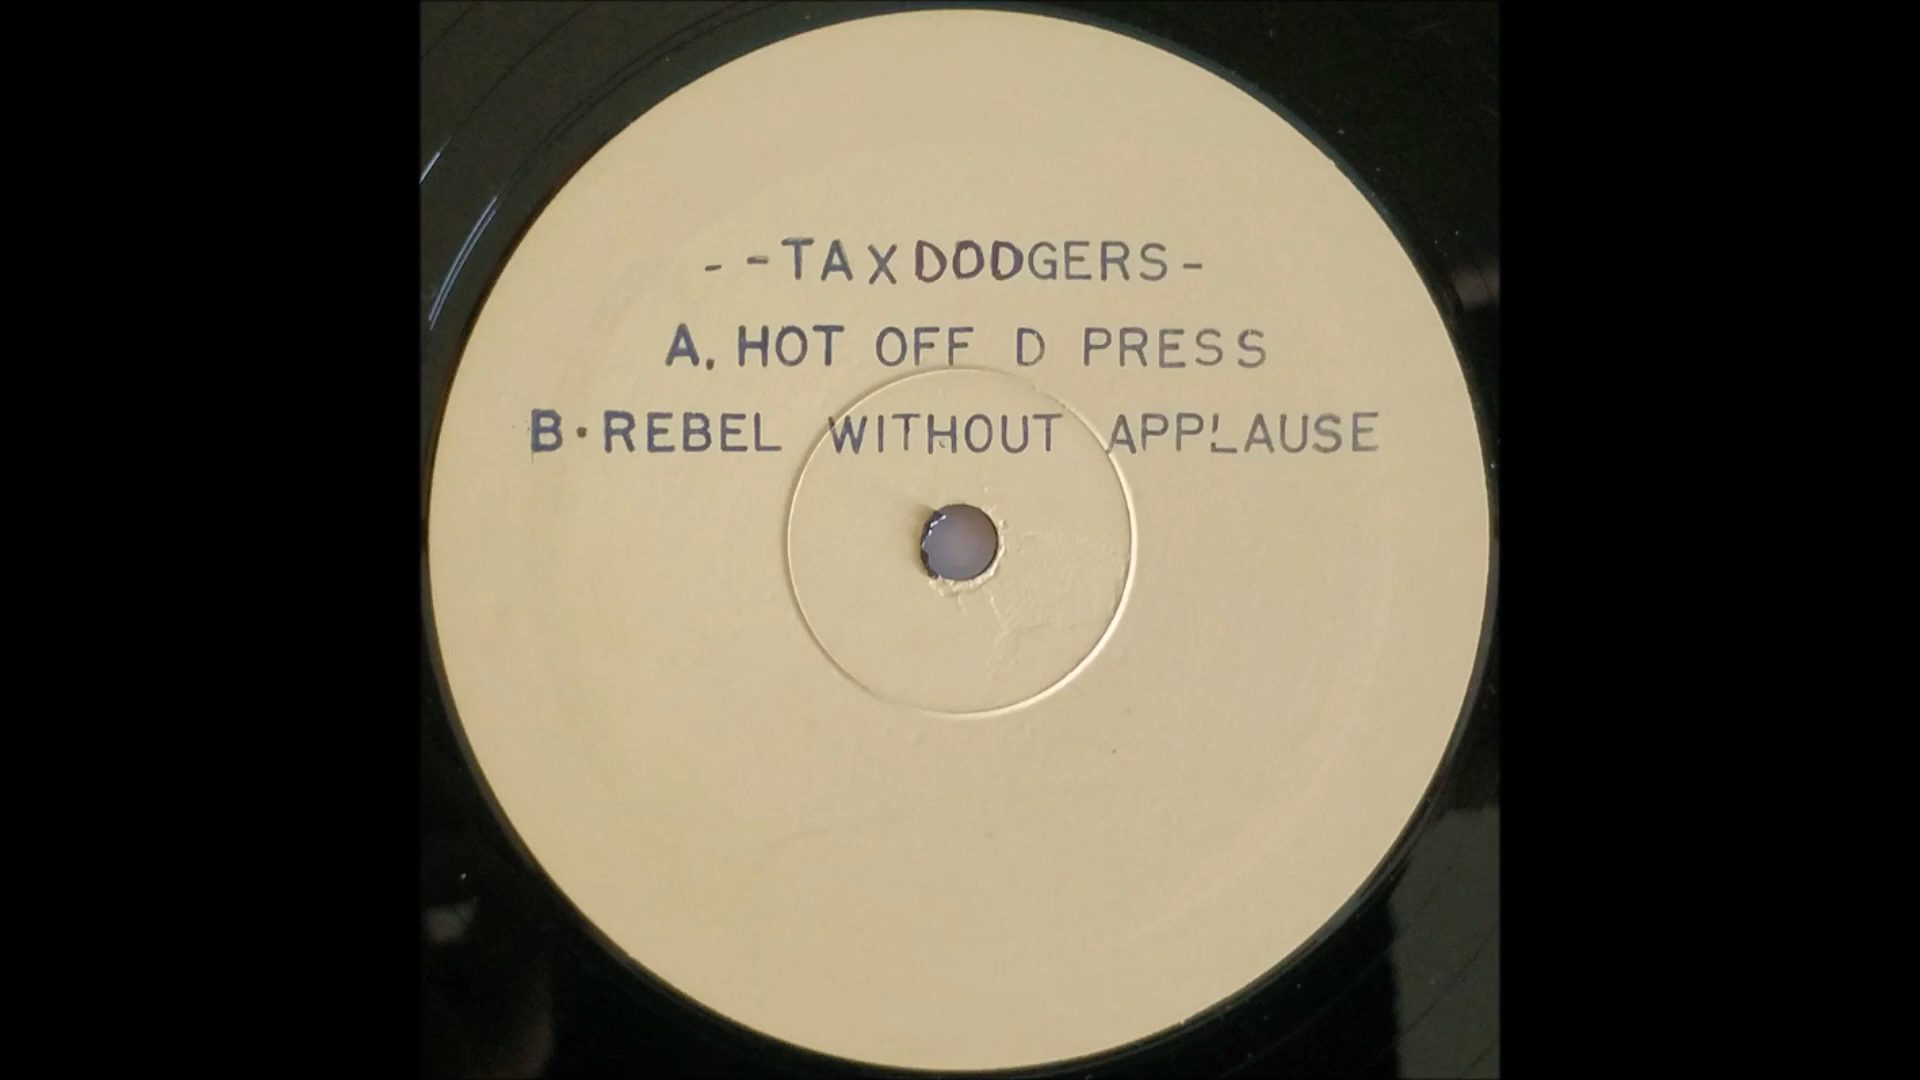 --TAXDODGERS-
A. HOT OFF D PRESS
B. REBEL WITHOUT APPLAUSE